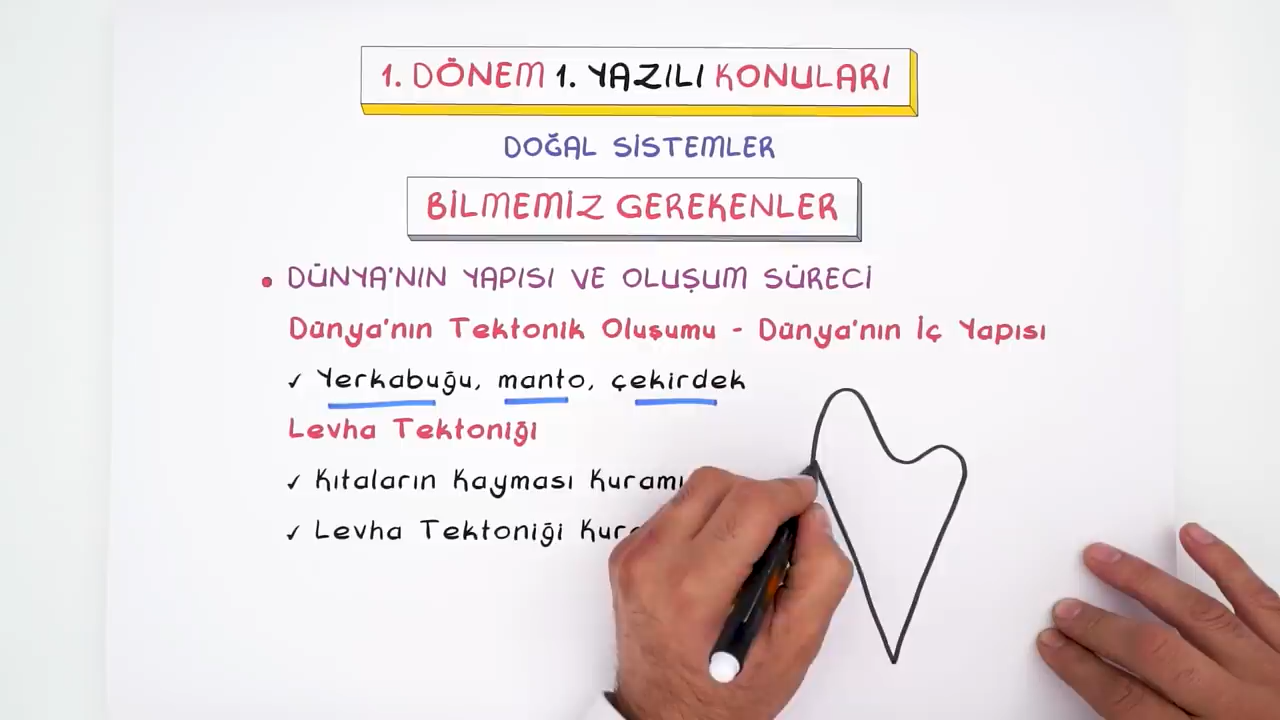 1. DÖNEM 1. YAZILI KONULARI
DOĞAL SİSTEMLER
BİLMEMİZ GEREKENLER
• DÜNYA'NIN YAPISI VE OLUŞUM SÜRECİ
Dünya'nın Tektonik Oluşumu - Dünya'nın İç Yapısı
✓ Yerkabuğu, manto, çekirdek
Levha Tektoniği
✓ Kıtaların Kayması Kuramı
✓ Levha Tektoniği